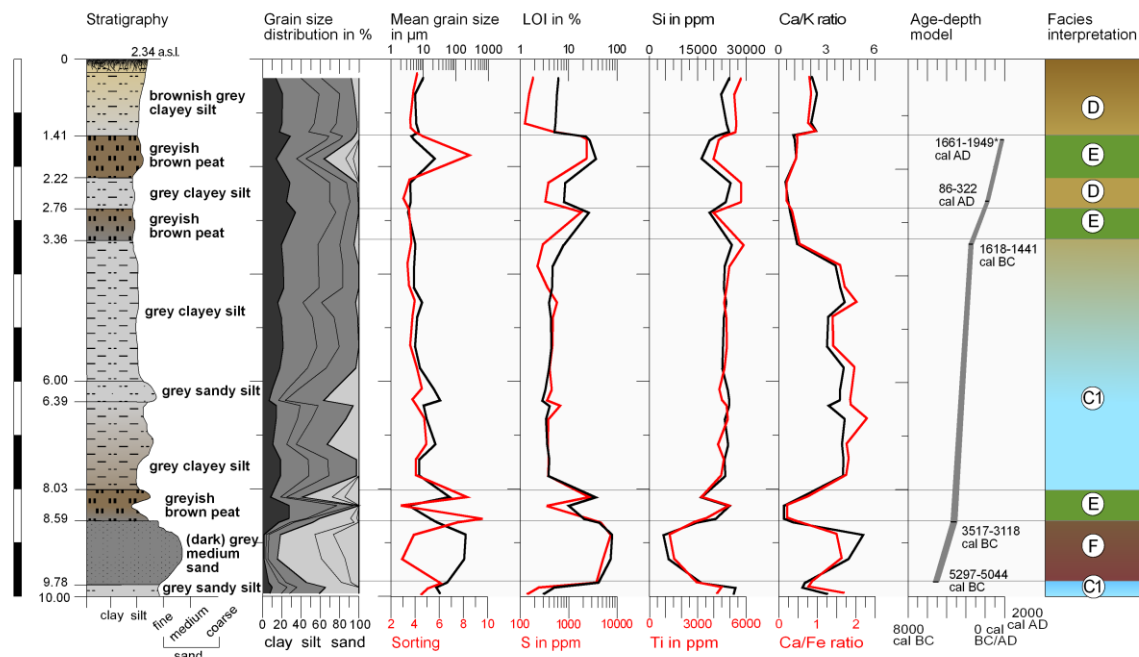 Stratigraphy
Grain size
distribution in %
Mean grain size
in µm
LOI in %
Si in ppm
Ca/K ratio
Age-depth
model
Facies
interpretation
2.34 a.s.l.
0 20 40 60 80 100
1 10 100 1000
1 10 100
0 15000 30000
0 3 6
0
brownish grey
clayey silt
D
1.41
greyish
brown peat
1661-1949*
cal AD
E
2.22
grey clayey silt
86-322
cal AD
D
2.76
greyish
brown peat
E
3.36
1618-1441
cal BC
grey clayey silt
6.00
grey sandy silt
6.39
C1
grey clayey silt
8.03
greyish
brown peat
E
8.59
3517-3118
cal BC
(dark) grey
medium
sand
F
9.78
grey sandy silt
5297-5044
cal BC
C1
10.00
clay silt fine medium coarse
sand
clay silt sand
2 4 6 8 10
Sorting
100 1000 10000
S in ppm
0 3000 6000
Ti in ppm
0 1 2
Ca/Fe ratio
8000
cal BC
0 cal
BC/AD
2000
cal AD